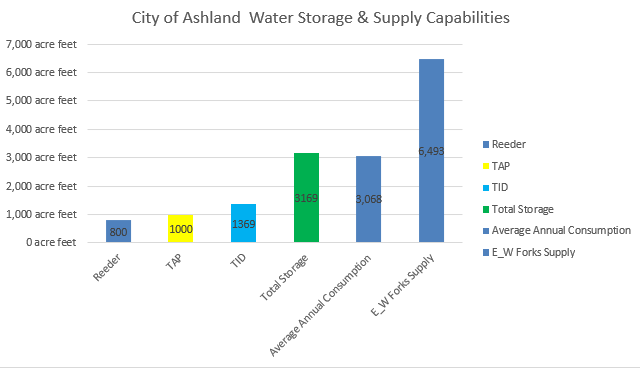 City of Ashland  Water Storage & Supply Capabilities
7,000 acre feet
6,000 acre feet
5,000 acre feet
4,000 acre feet
3,000 acre feet
2,000 acre feet
1,000 acre feet
0 acre feet
800
1000
1369
3169
3,068
6,493
Reeder
TAP
TID
Total Storage
Average Annual Consumption
E_W Forks Supply
Reeder
TAP
TID
Total Storage
Average Annual Consumption
E_W Forks Supply